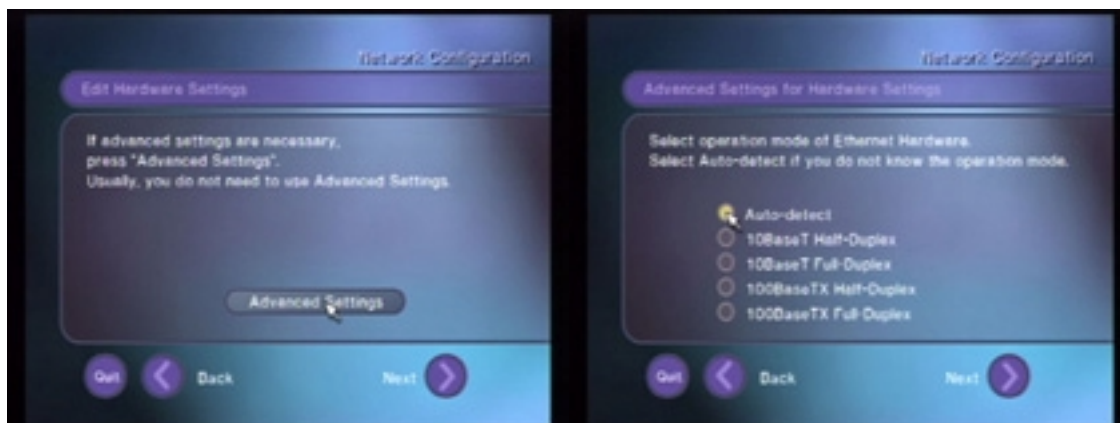 Network Configuration
Edit Hardware Settings
If advanced settings are necessary,
press "Advanced Settings".
Usually, you do not need to use Advanced Settings.
Advanced Settings
Quit
Back
Next
Network Configuration
Advanced Settings for Hardware Settings
Select operation mode of Ethernet Hardware.
Select Auto-detect if you do not know the operation mode.
Auto-detect
10BaseT Half-Duplex
10BaseT Full-Duplex
100BaseTX Half-Duplex
100BaseTX Full-Duplex
Quit
Back
Next